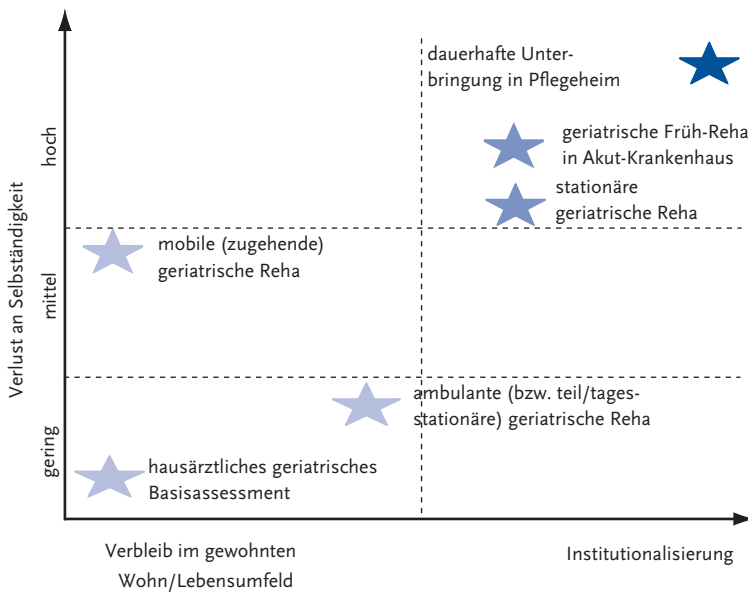 dauerhafte Unter-
bringung in Pflegeheim
geriatrische Früh-Reha
in Akut-Krankenhaus
stationäre
geriatrische Reha
mobile (zugehende)
geriatrische Reha
ambulante (bzw. teil/tages-
stationäre) geriatrische Reha
hausärztliches geriatrisches
Basisassessment
Verlust an Selbständigkeit
hoch
mittel
gering
Verbleib im gewohnten
Wohn/Lebensumfeld
Institutionalisierung